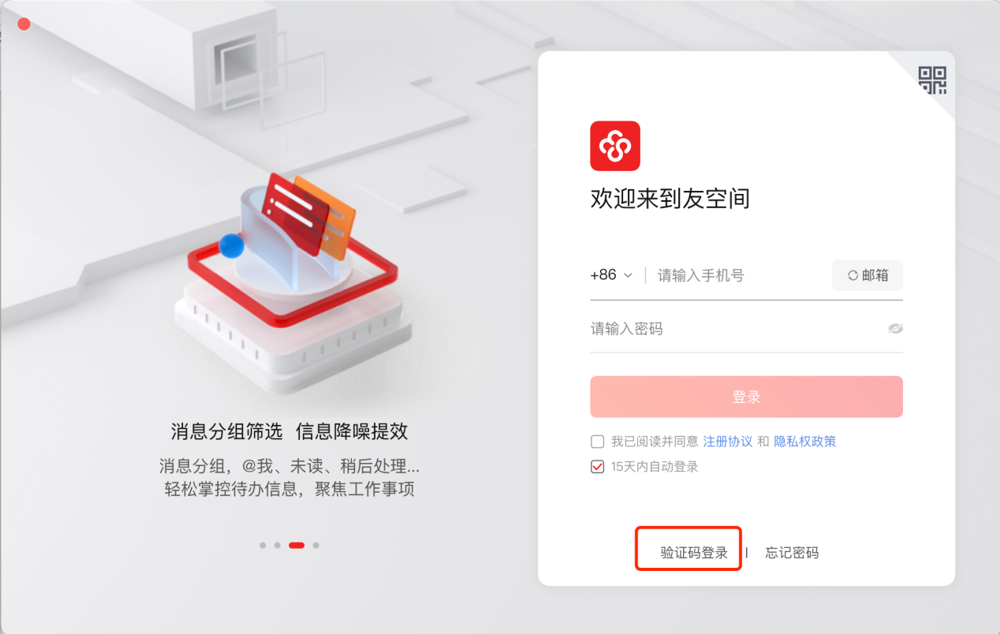 欢迎来到友空间
+86 请输入手机号 邮箱
请输入密码
登录
我已阅读并同意 注册协议 和 隐私权政策
15天内自动登录
验证码登录 | 忘记密码
消息分组筛选 信息降噪提效
消息分组，@我、未读、稍后处理...
轻松掌控待办信息，聚焦工作事项